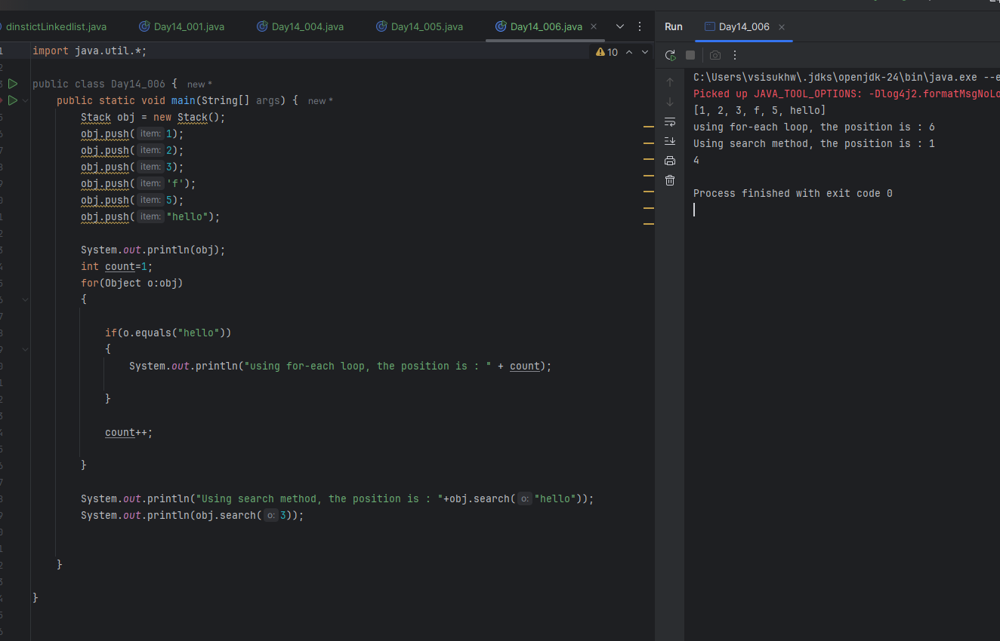 dinstictLinkedlist.java Day14_001.java Day14_004.java Day14_005.java Day14_006.java
Run Day14_006
import java.util.*;
10
public class Day14_006 { new *
public static void main(String[] args) { new *
Stack obj = new Stack();
obj.push( item: 1);
obj.push( item: 2);
obj.push( item: 3);
obj.push( item: 'f');
obj.push( item: 5);
obj.push( item: "hello");
System.out.println(obj);
int count=1;
for(Object o:obj)
{
if(o.equals("hello"))
{
System.out.println("using for-each loop, the position is : " + count);
}
count++;
}
System.out.println("Using search method, the position is : "+obj.search( o: "hello"));
System.out.println(obj.search( o: 3));
}
}
C:\Users\vsisukhw\.jdks\openjdk-24\bin\java.exe --e
Picked up JAVA_TOOL_OPTIONS: -Dlog4j2.formatMsgNoLo
[1, 2, 3, f, 5, hello]
using for-each loop, the position is : 6
Using search method, the position is : 1
4
Process finished with exit code 0